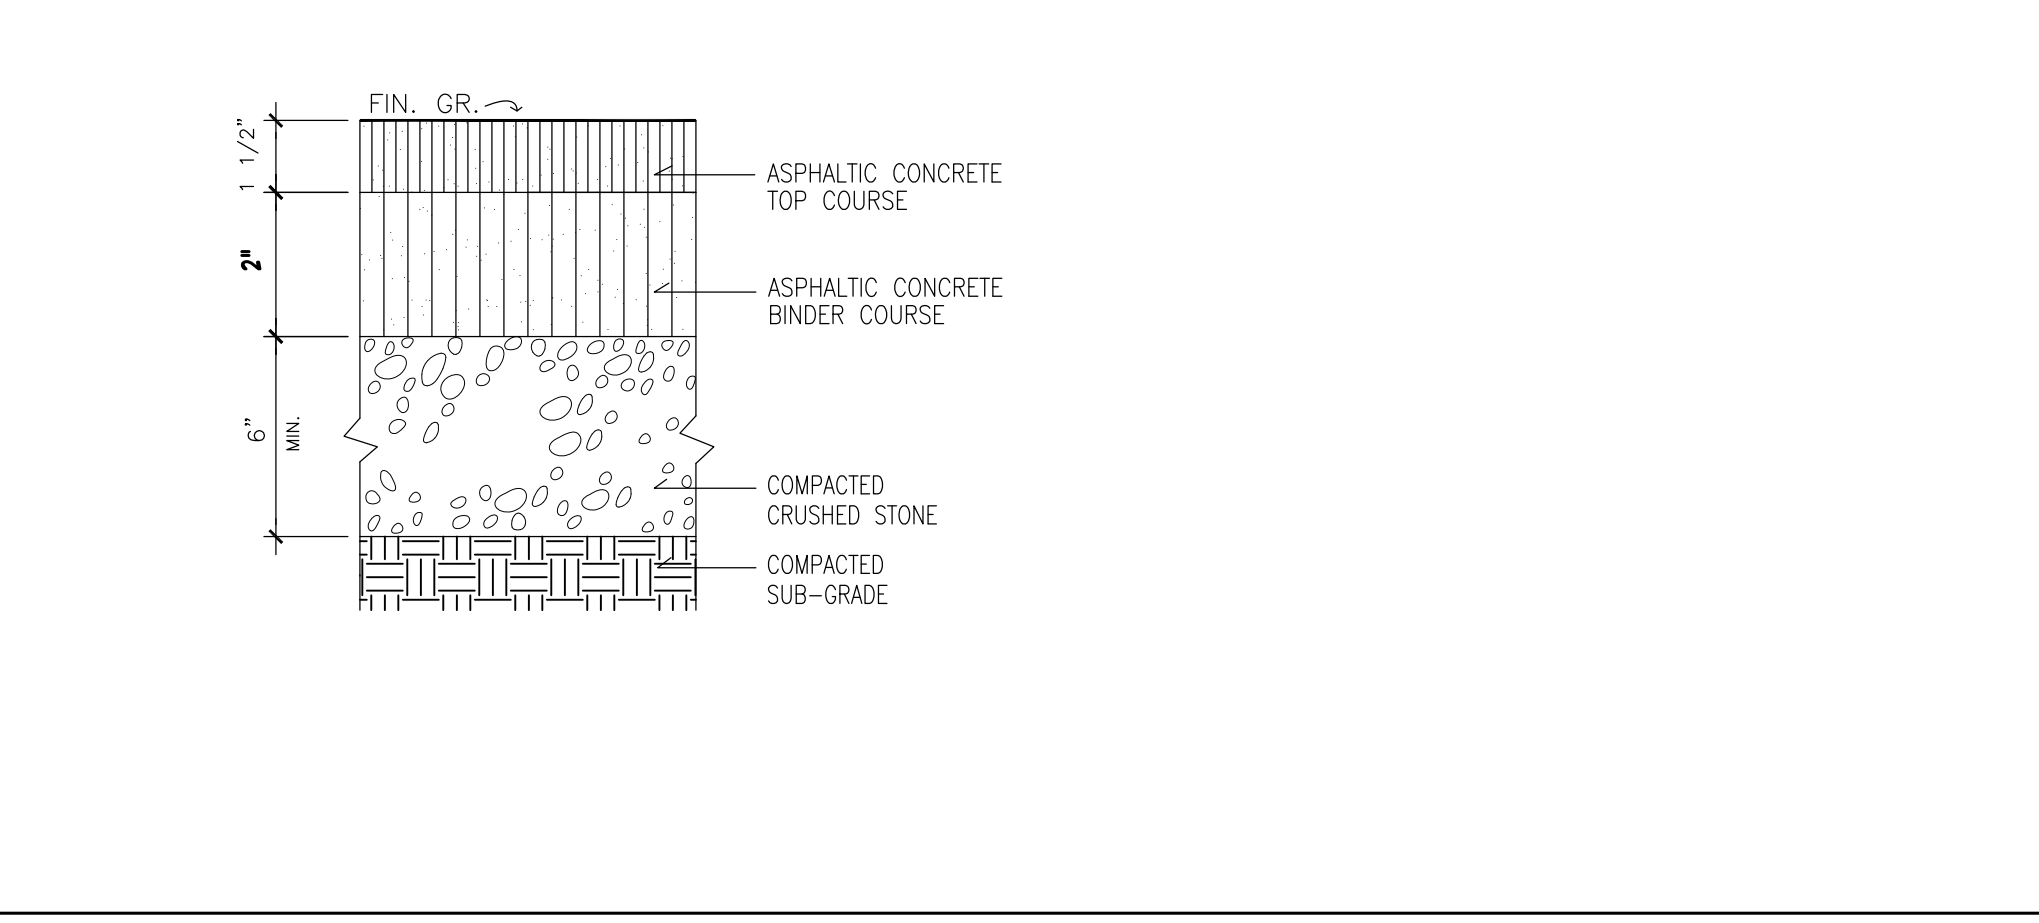 FIN. GR.
1 1/2”
ASPHALTIC CONCRETE
TOP COURSE
2"
ASPHALTIC CONCRETE
BINDER COURSE
6”
MIN.
COMPACTED
CRUSHED STONE
COMPACTED
SUB-GRADE